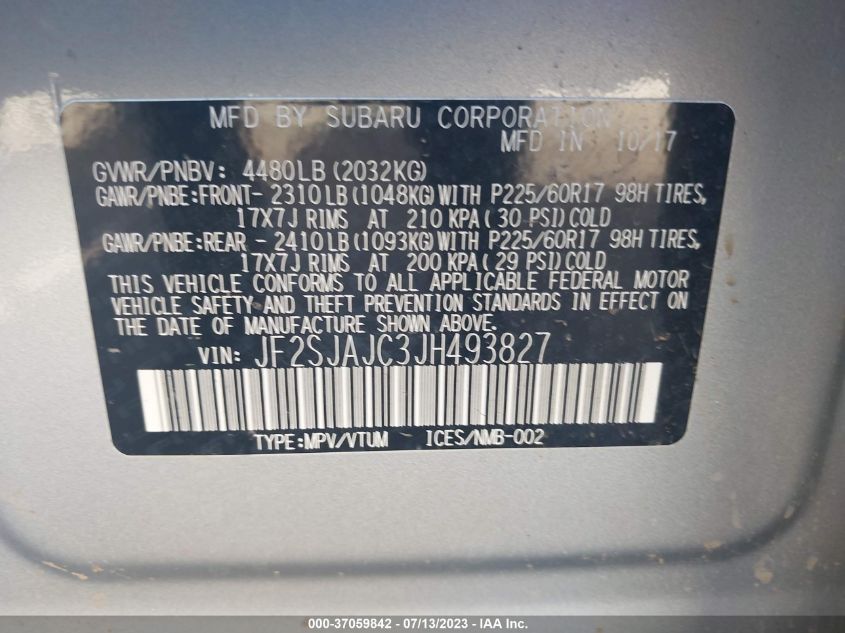 MFD BY SUBARU CORPORATION
MFD IN 10/17
GVWR/PNBV: 4480LB(2032KG)
GAWR/PNBE:FRONT- 2310LB(1048KG)WITH P225/60R17 98H TIRES,
17X7J RIMS AT 210 KPA(30 PSI)COLD
GAWR/PNBE:REAR - 2410LB(1093KG)WITH P225/60R17 98H TIRES,
17X7J RIMS AT 200 KPA(29 PSI)COLD
THIS VEHICLE CONFORMS TO ALL APPLICABLE FEDERAL MOTOR
VEHICLE SAFETY AND THEFT PREVENTION STANDARDS IN EFFECT ON
THE DATE OF MANUFACTURE SHOWN ABOVE.
VIN: JF2SJAJC3JH493827
TYPE:MPV/VTUM ICES/NMB-002
000-37059842 - 07/13/2023 - IAA Inc.